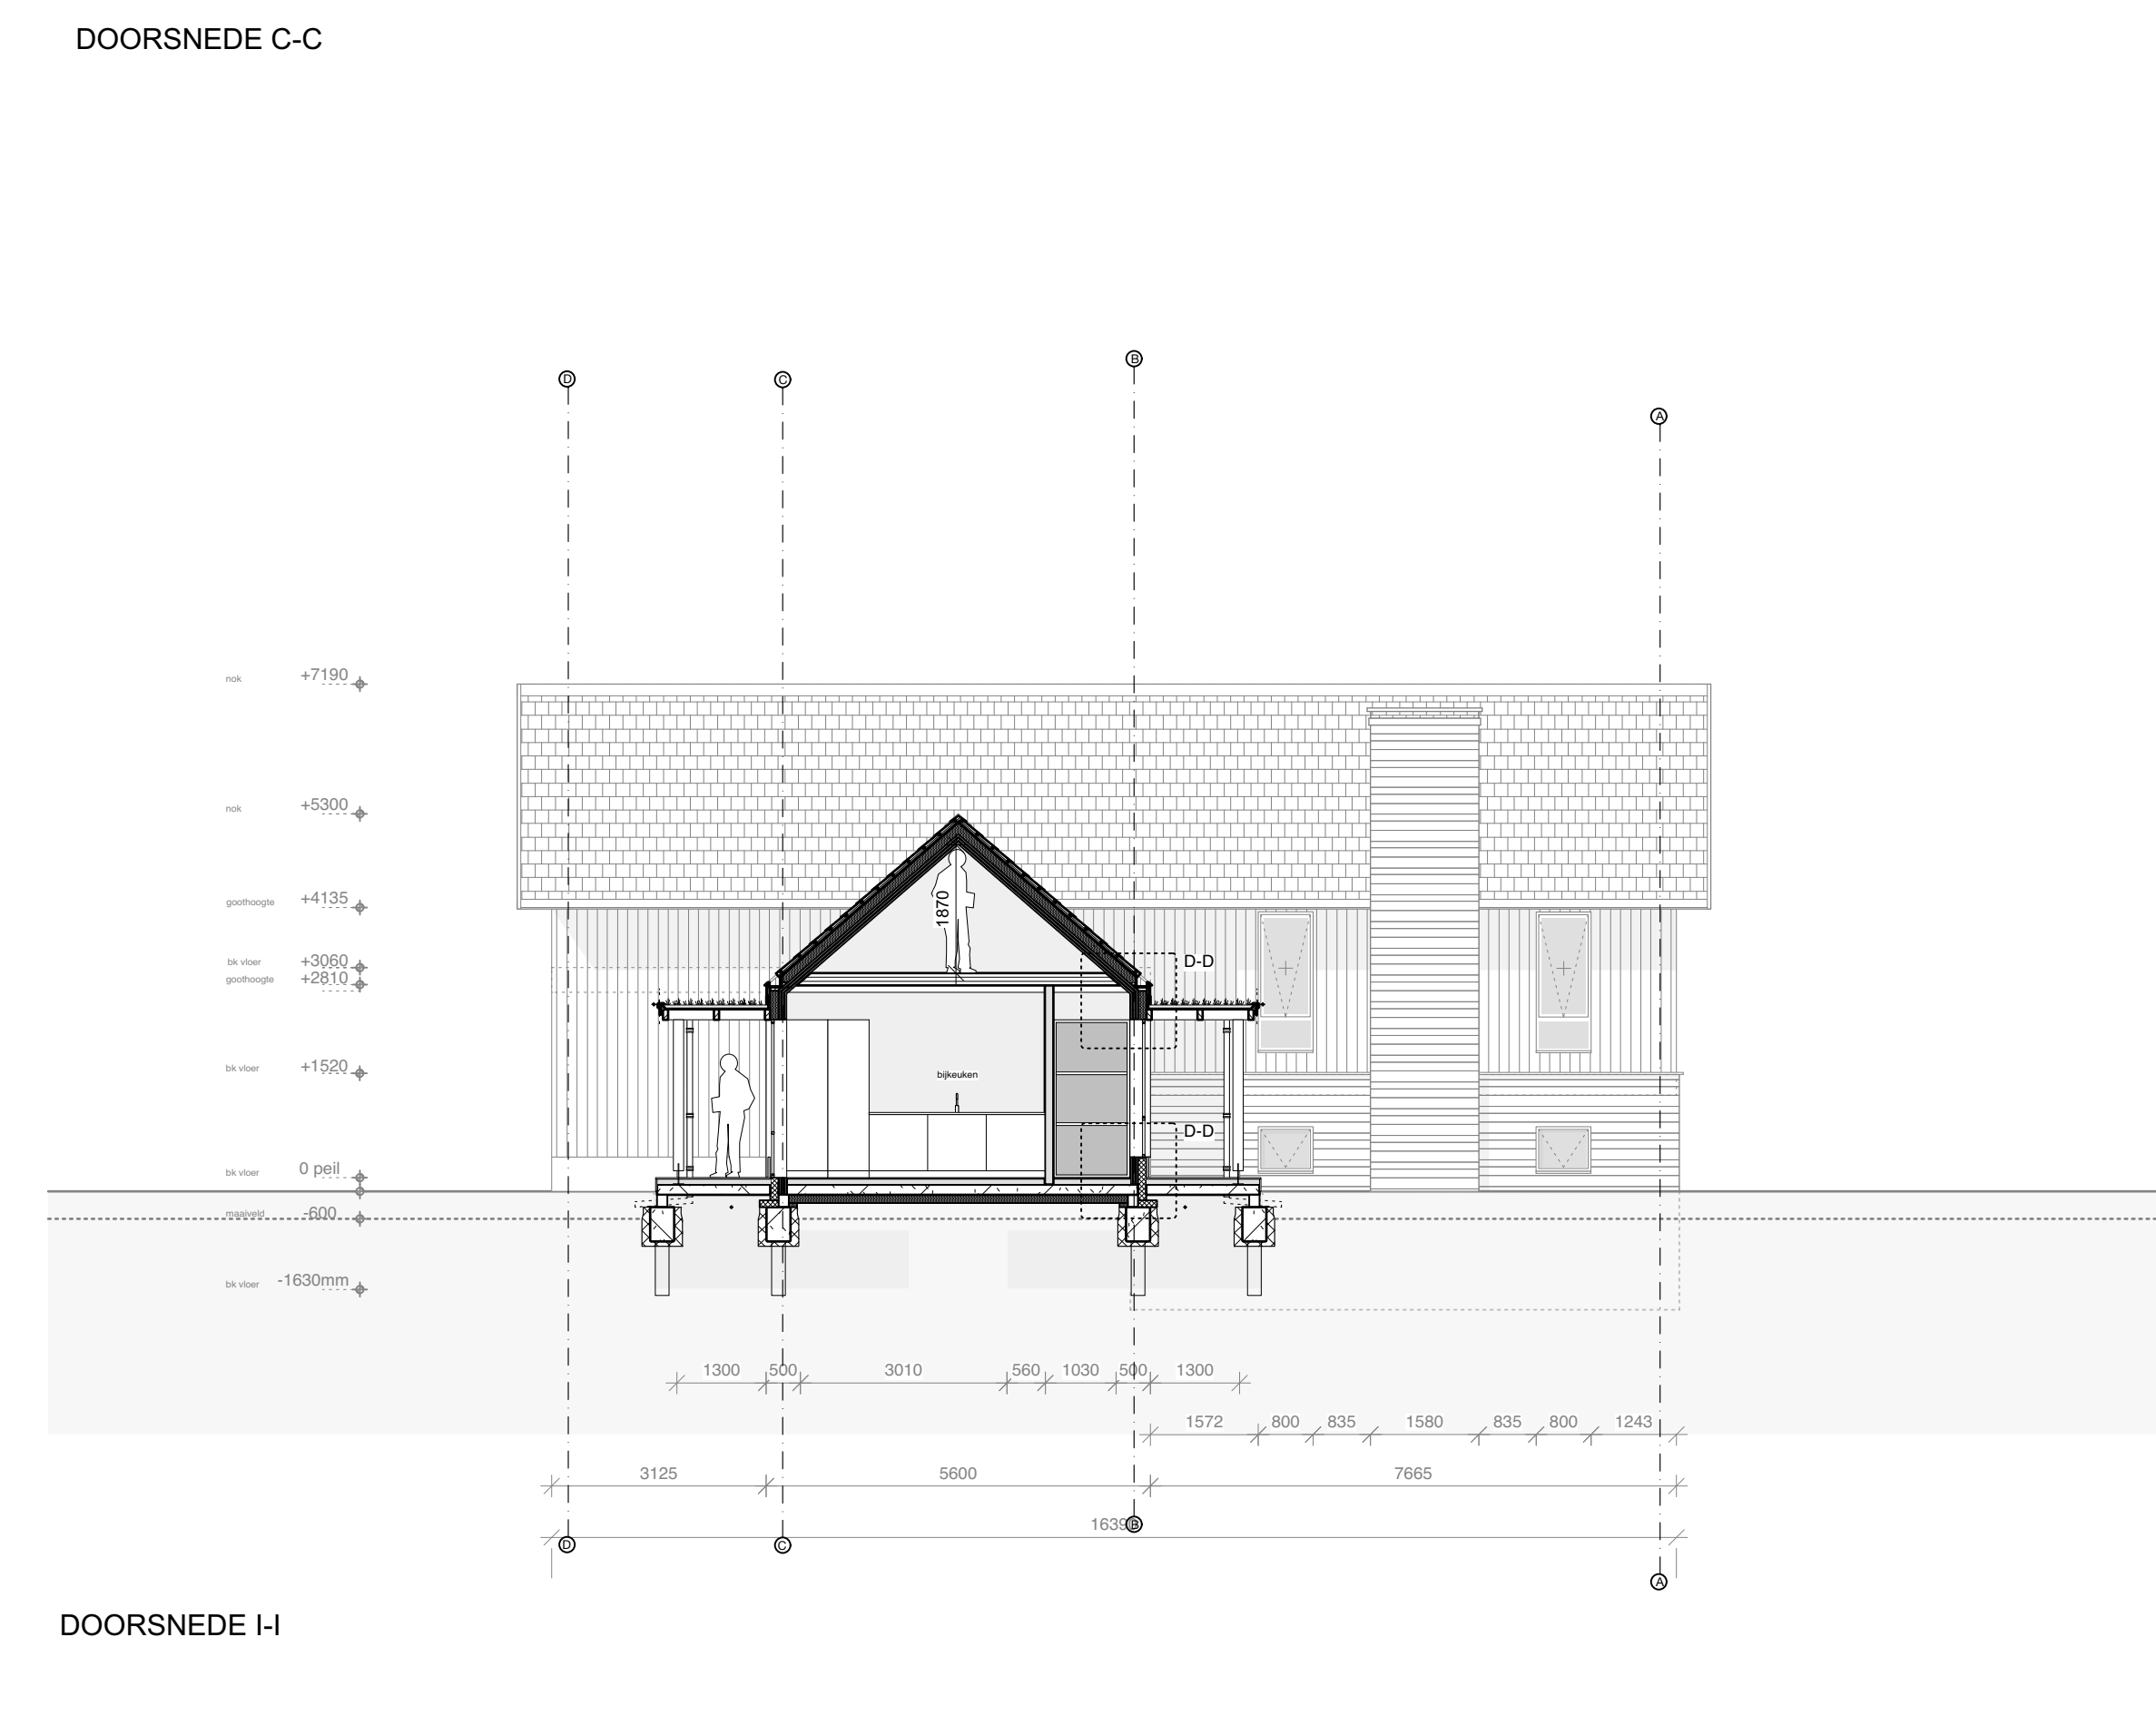 DOORSNEDE C-C
B
D
C
A
nok +7190
nok +5300
goothoogte +4135
1870
bk vloer +3060
D-D
goothoogte +2810
bk vloer +1520
bijkeuken
D-D
bk vloer 0 peil
maaiveld -600
bk vloer -1630mm
1300 500 3010 560 1030 500 1300
1572 800 835 1580 835 800 1243
3125 5600 7665
B
D
C
A
DOORSNEDE I-I